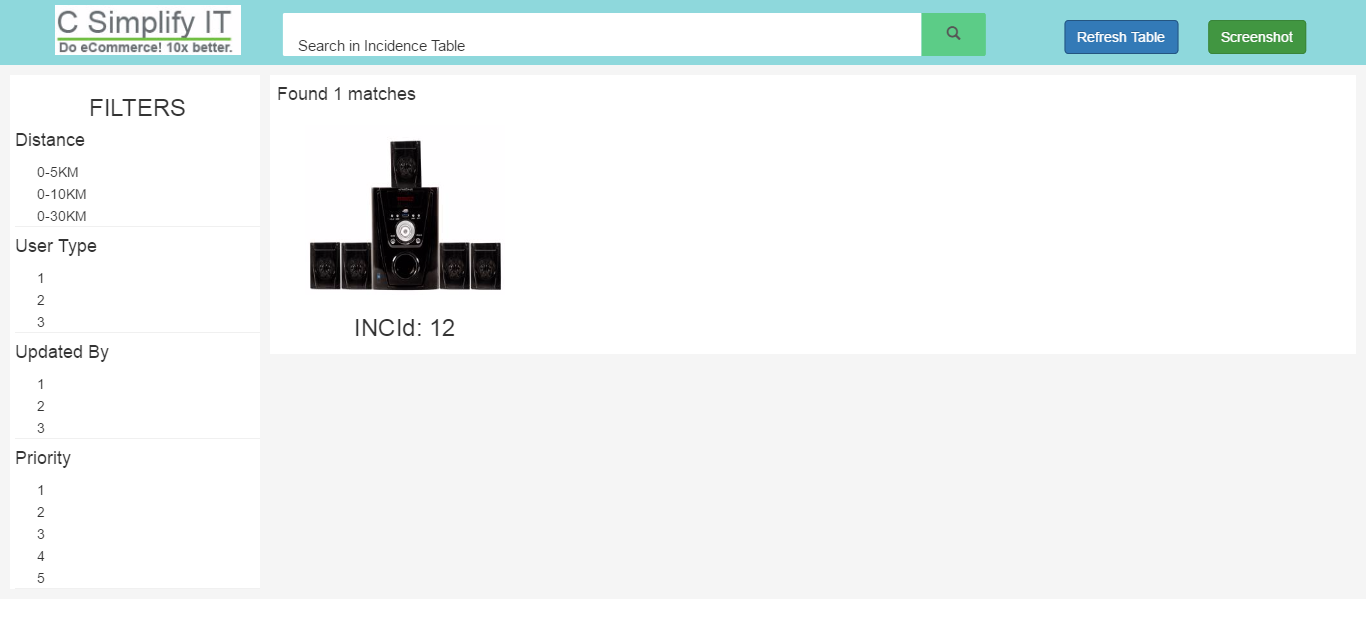 C Simplify IT
Do eCommerce! 10x better.
Search in Incidence Table
Refresh Table
Screenshot
FILTERS
Distance
0-5KM
0-10KM
0-30KM
User Type
1
2
3
Updated By
1
2
3
Priority
1
2
3
4
5
Found 1 matches
INCId: 12